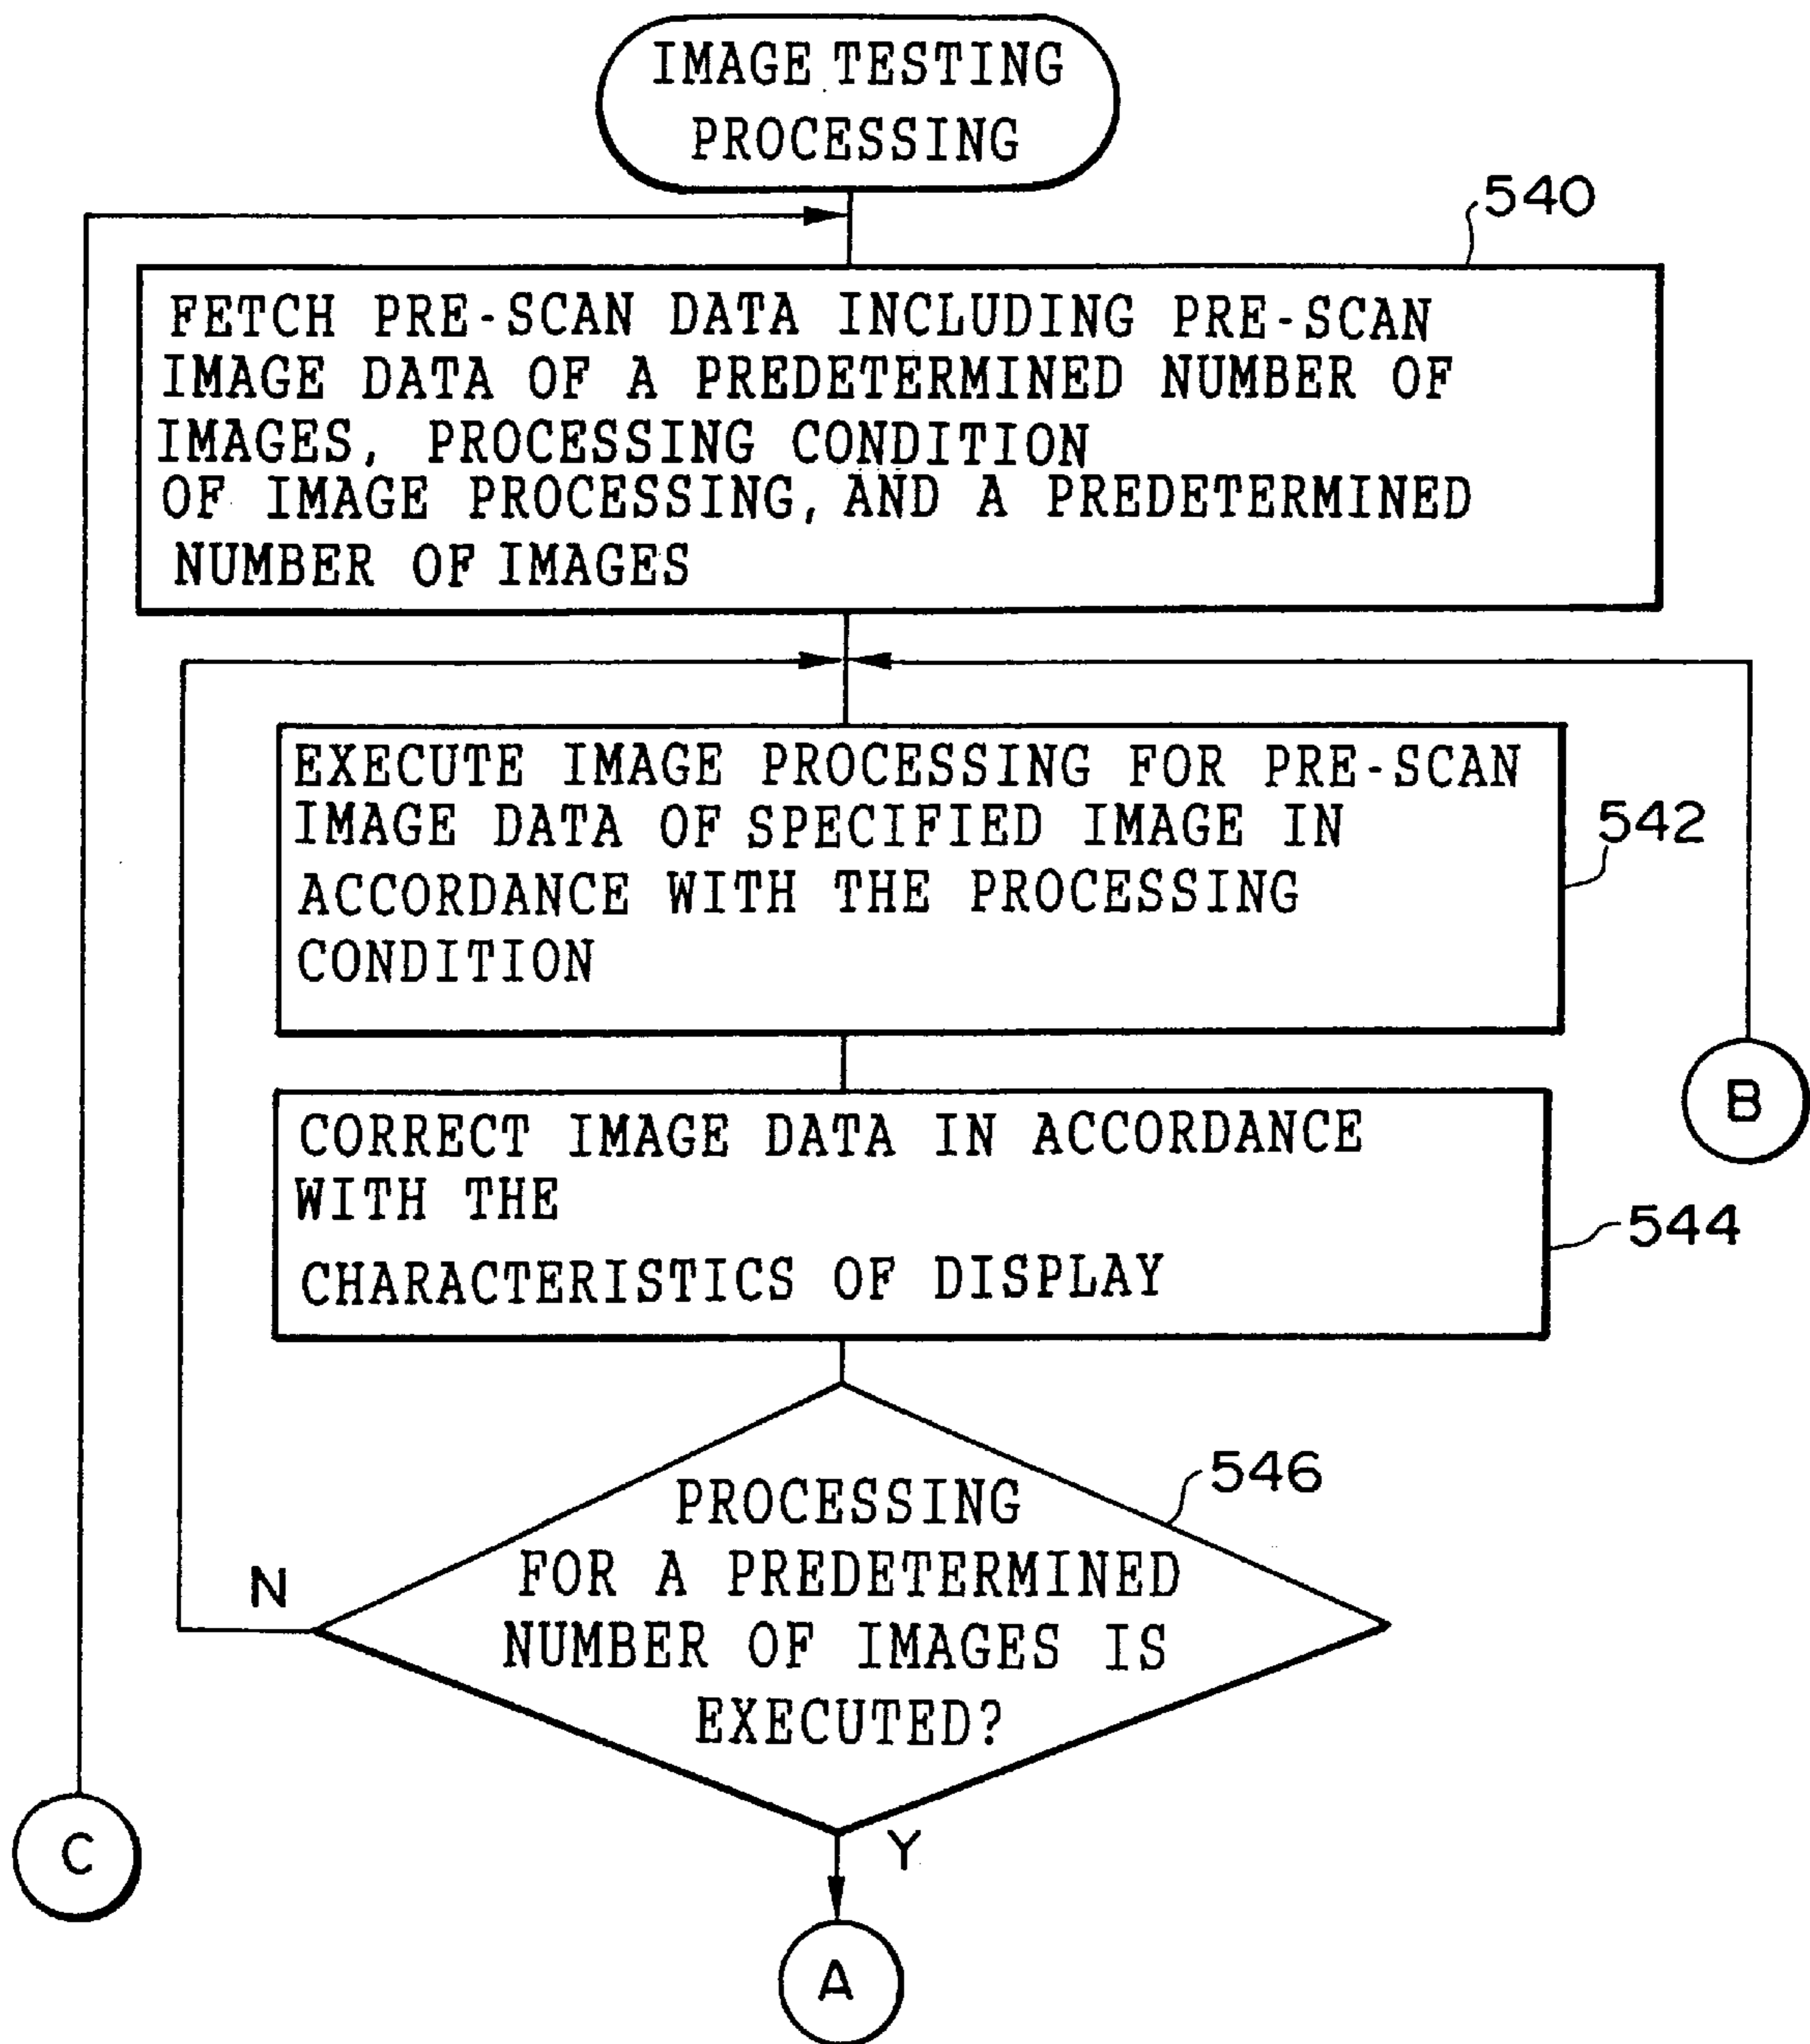 IMAGE TESTING
PROCESSING
540
FETCH PRE-SCAN DATA INCLUDING PRE-SCAN
IMAGE DATA OF A PREDETERMINED NUMBER OF
IMAGES, PROCESSING CONDITION
OF IMAGE PROCESSING, AND A PREDETERMINED
NUMBER OF IMAGES
EXECUTE IMAGE PROCESSING FOR PRE-SCAN
IMAGE DATA OF SPECIFIED IMAGE IN
ACCORDANCE WITH THE PROCESSING
CONDITION
542
B
CORRECT IMAGE DATA IN ACCORDANCE
WITH THE
CHARACTERISTICS OF DISPLAY
544
546
PROCESSING
FOR A PREDETERMINED
NUMBER OF IMAGES IS
EXECUTED?
N
Y
C
A